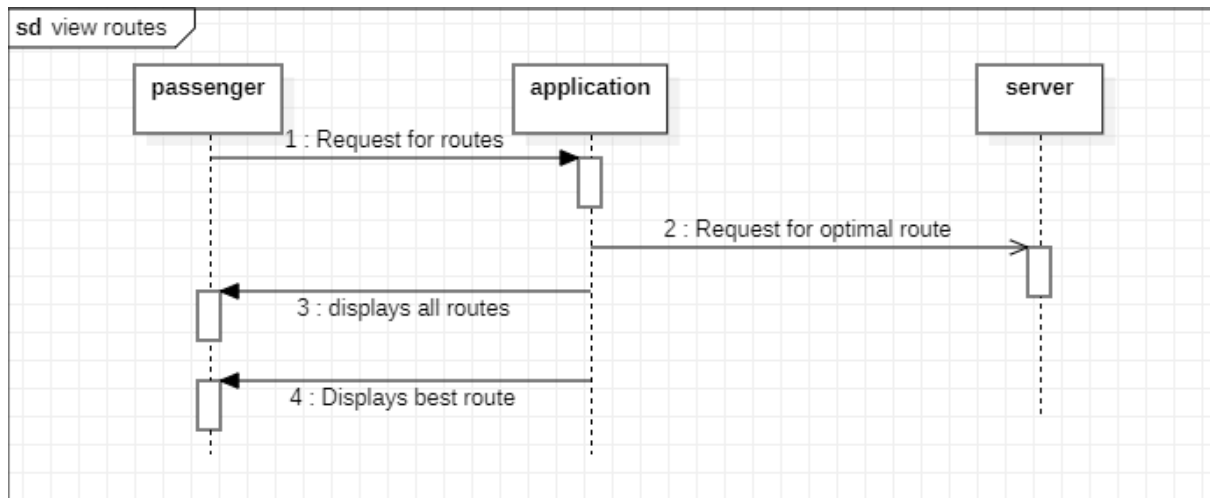 sd view routes
passenger
application
server
1 : Request for routes
2 : Request for optimal route
3 : displays all routes
4 : Displays best route